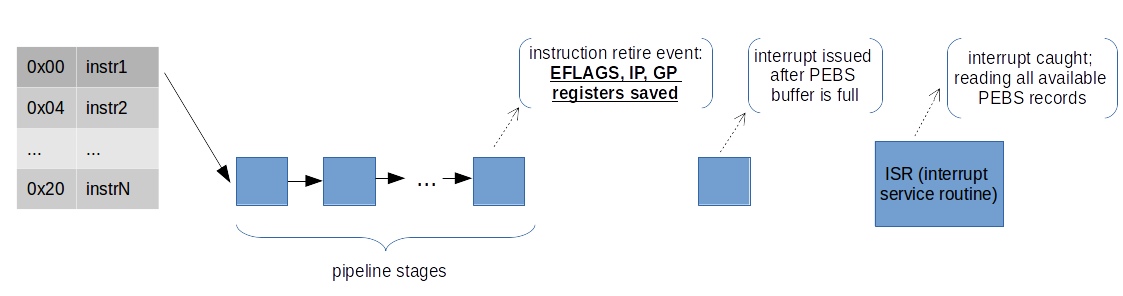 0x00 instr1
0x04 instr2
... ...
0x20 instrN
instruction retire event:
EFLAGS, IP, GP
registers saved
interrupt issued
after PEBS
buffer is full
interrupt caught;
reading all available
PEBS records
...
ISR (interrupt
service routine)
pipeline stages